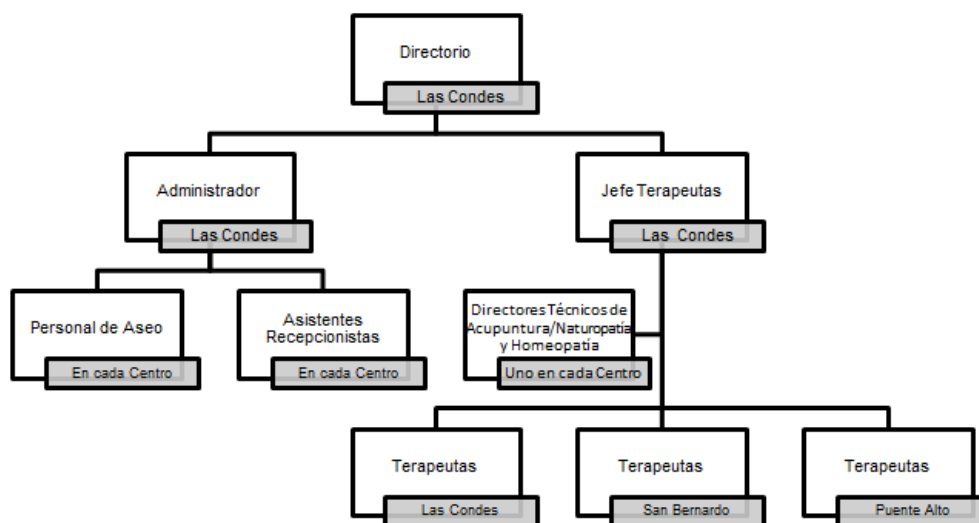 Directorio
Las Condes
Administrador
Las Condes
Jefe Terapeutas
Las Condes
Personal de Aseo
En cada Centro
Asistentes
Recepcionistas
En cada Centro
Directores Técnicos de
Acupuntura/Naturopatía
y Homeopatía
Uno en cada Centro
Terapeutas
Las Condes
Terapeutas
San Bernardo
Terapeutas
Puente Alto